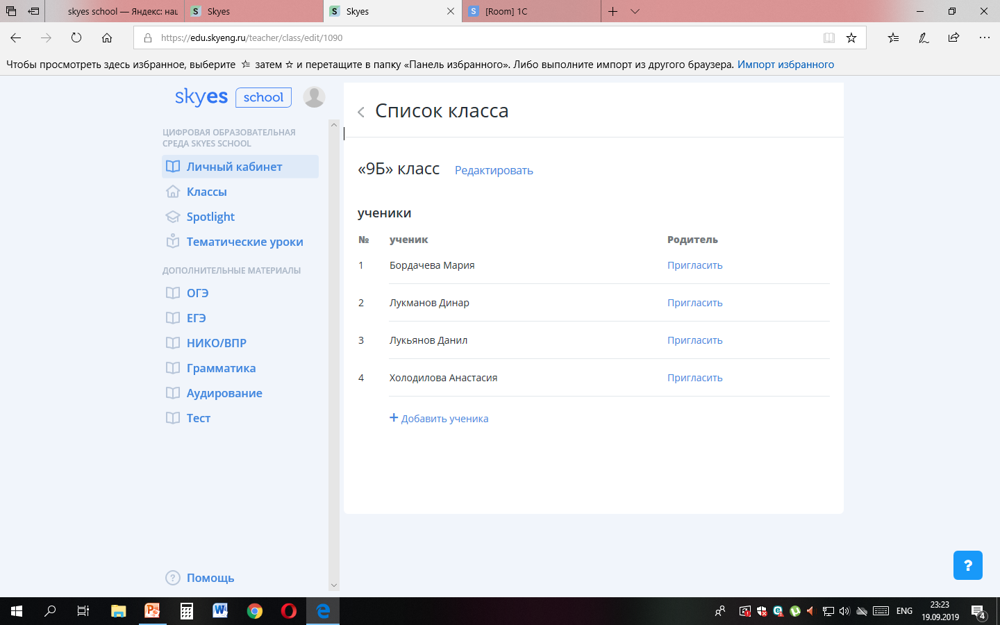 skyes school — Яндекс: наш
Skyes
Skyes
[Room] 1C
https://edu.skyeng.ru/teacher/class/edit/1090
Чтобы просмотреть здесь избранное, выберите затем и перетащите в папку «Панель избранного». Либо выполните импорт из другого браузера. Импорт избранного
skyes school
ЦИФРОВАЯ ОБРАЗОВАТЕЛЬНАЯ
СРЕДА SKYES SCHOOL
Личный кабинет
Классы
Spotlight
Тематические уроки
ДОПОЛНИТЕЛЬНЫЕ МАТЕРИАЛЫ
ОГЭ
ЕГЭ
НИКО/ВПР
Грамматика
Аудирование
Тест
Помощь
Список класса
«9Б» класс Редактировать
ученики
№ ученик Родитель
1 Бордачева Мария Пригласить
2 Лукманов Динар Пригласить
3 Лукьянов Данил Пригласить
4 Холодилова Анастасия Пригласить
+ Добавить ученика
?
ENG
23:23
19.09.2019
4